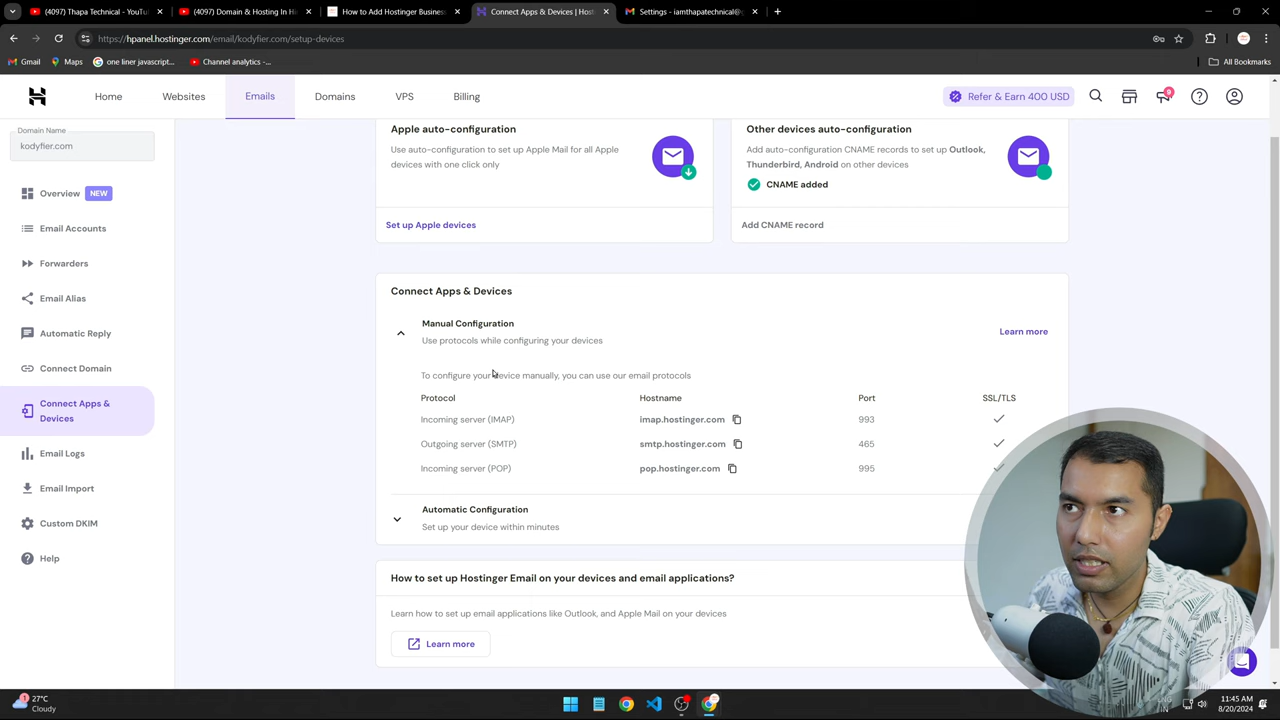 (4097) Thapa Technical - YouTu
(4097) Domain & Hosting In H
How to Add Hostinger Business
Connect Apps & Devices | Host
Settings - iamthapatechnical@g
hpanel.hostinger.com/email/kodyfier.com/setup-devices
Gmail
Maps
one liner javascript...
Channel analytics -...
All Bookmarks
Home
Websites
Emails
Domains
VPS
Billing
Refer & Earn 400 USD
Domain Name
kodyfier.com
Overview
NEW
Email Accounts
Forwarders
Email Alias
Automatic Reply
Connect Domain
Connect Apps &
Devices
Email Logs
Email Import
Custom DKIM
Help
Apple auto-configuration
Use auto-configuration to set up Apple Mail for all Apple
devices with one click only
Set up Apple devices
Other devices auto-configuration
Add auto-configuration CNAME records to set up Outlook,
Thunderbird, Android on other devices
CNAME added
Add CNAME record
Connect Apps & Devices
Manual Configuration
Use protocols while configuring your devices
Learn more
To configure your device manually, you can use our email protocols
Protocol Hostname Port SSL/TLS
Incoming server (IMAP) imap.hostinger.com 993
Outgoing server (SMTP) smtp.hostinger.com 465
Incoming server (POP) pop.hostinger.com 995
Automatic Configuration
Set up your device within minutes
How to set up Hostinger Email on your devices and email applications?
Learn how to set up email applications like Outlook, and Apple Mail on your devices
Learn more
27°C
Cloudy
ENG
IN
11:45 AM
8/20/2024